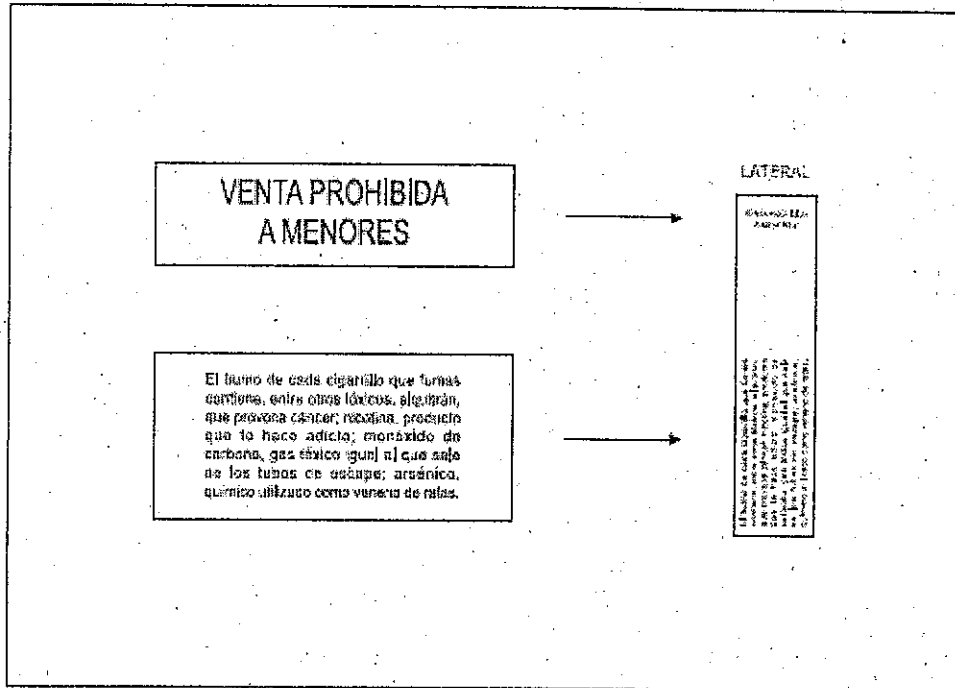 VENTA PROHIBIDA
A MENORES
LATERAL
El humo de cada cigarrillo que fumas
contiene, entre otros tóxicos, alquitrán,
que provoca cáncer; nicotina, producto
que te hace adicto; monóxido de
carbono, gas tóxico igual al que sale
de los tubos de escape; arsénico,
químico utilizado como veneno de ratas.